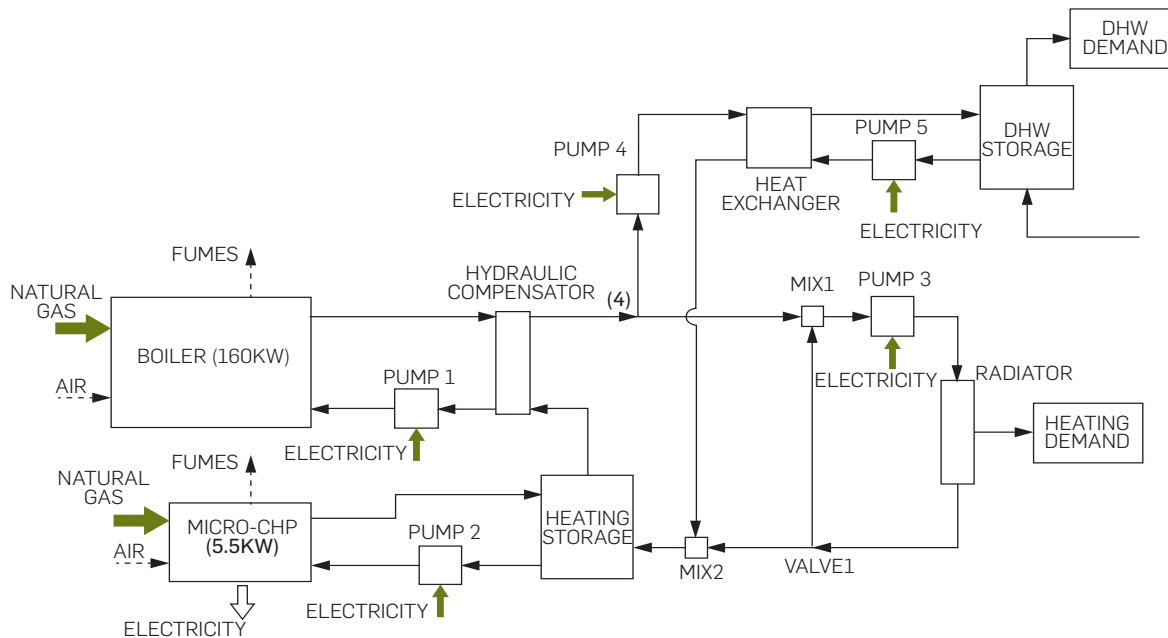 DHW
DEMAND
PUMP 5
DHW
STORAGE
PUMP 4
HEAT
EXCHANGER
ELECTRICITY
ELECTRICITY
FUMES
HYDRAULIC
COMPENSATOR
(4)
MIX1
PUMP 3
NATURAL
GAS
BOILER (160KW)
AIR
PUMP 1
ELECTRICITY
ELECTRICITY
RADIATOR
HEATING
DEMAND
FUMES
NATURAL
GAS
MICRO-CHP
(5.5KW)
AIR
PUMP 2
HEATING
STORAGE
MIX2
VALVE1
ELECTRICITY
ELECTRICITY